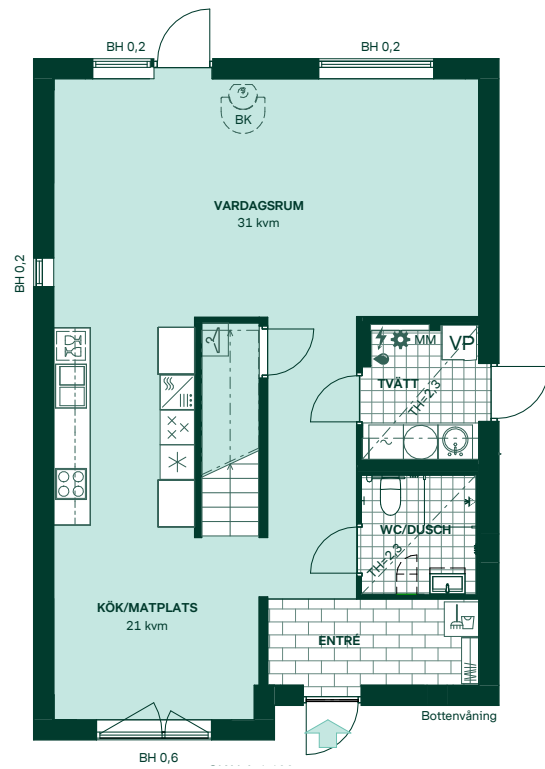 BH 0,2
BH 0,2
BK
VARDAGSRUM
31 kvm
BH 0,2
MM
VP
TVÄTT
TH=2,3
WC/DUSCH
TH=2,3
KÖK/MATPLATS
21 kvm
ENTRÉ
Bottenvåning
BH 0,6